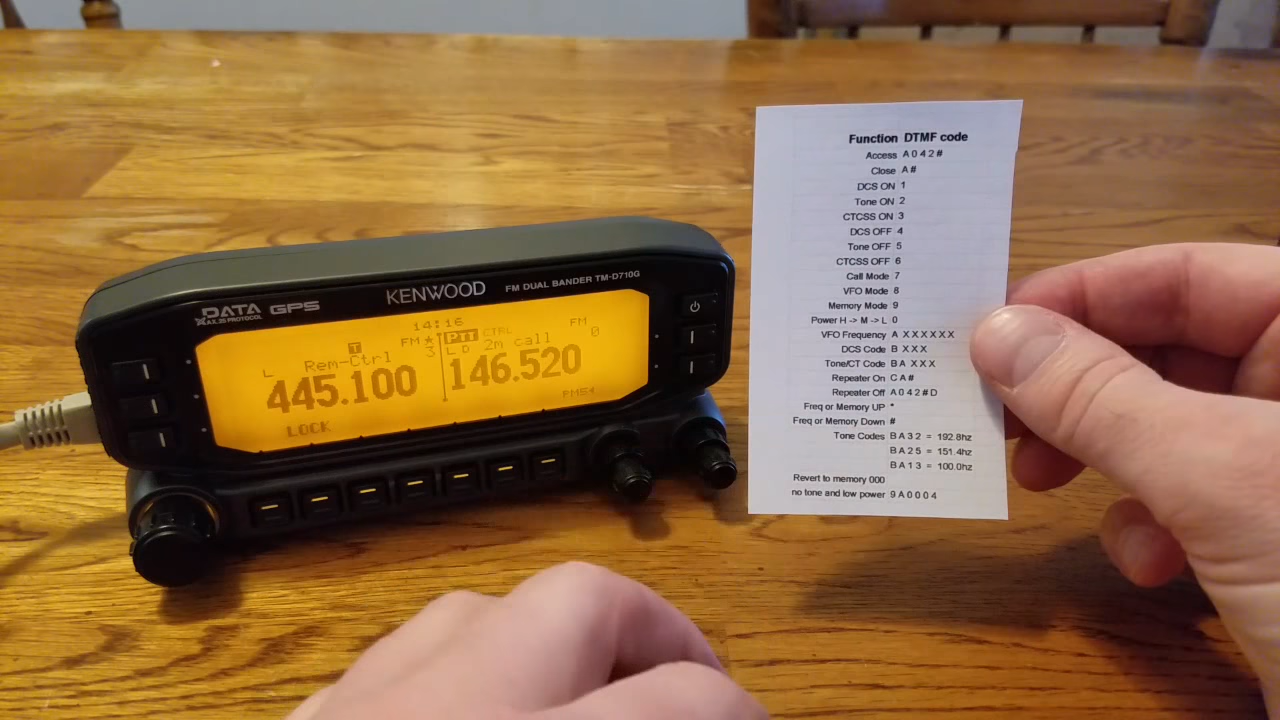 DATA GPS
AX.25 PROTOCOL
KENWOOD
FM DUAL BANDER TM-D710G
14:16
T FM★ PTT CTRL FM
L Rem-Ctrl 3 L D 2m call 0
445.100 146.520
LOCK
Function DTMF code
Access A 0 4 2 #
Close A #
DCS ON 1
Tone ON 2
CTCSS ON 3
DCS OFF 4
Tone OFF 5
CTCSS OFF 6
Call Mode 7
VFO Mode 8
Memory Mode 9
Power H -> M -> L 0
VFO Frequency A X X X X X X
DCS Code B X X X
Tone/CT Code B A X X X
Repeater On C A #
Repeater Off A 0 4 2 # D
Freq or Memory UP *
Freq or Memory Down #
Tone Codes B A 3 2 = 192.8hz
B A 2 5 = 151.4hz
B A 1 3 = 100.0hz
Revert to memory 000
no tone and low power 9 A 0 0 0 4